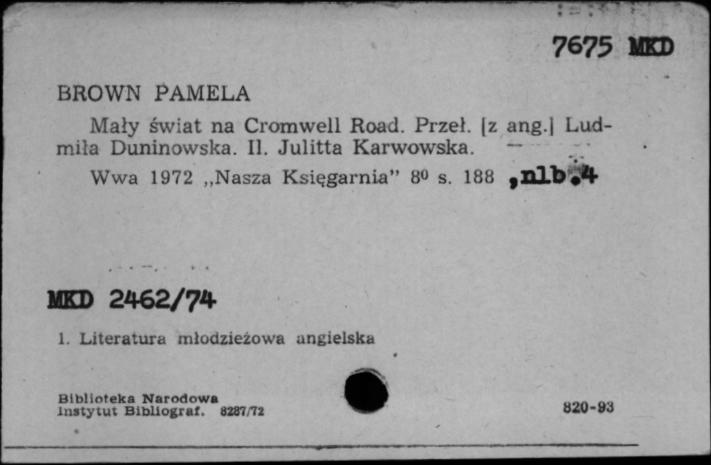 7675 MKD
BROWN PAMELA
Mały świat na Cromwell Road. Przeł. [z ang.] Lud-
miła Duninowska. Il. Julitta Karwowska.
Wwa 1972 „Nasza Księgarnia” 8⁰ s. 188 ,nlb.4
MKD 2462/74
1. Literatura młodzieżowa angielska
Biblioteka Narodowa
Instytut Bibliograf. 8287/72
820-93